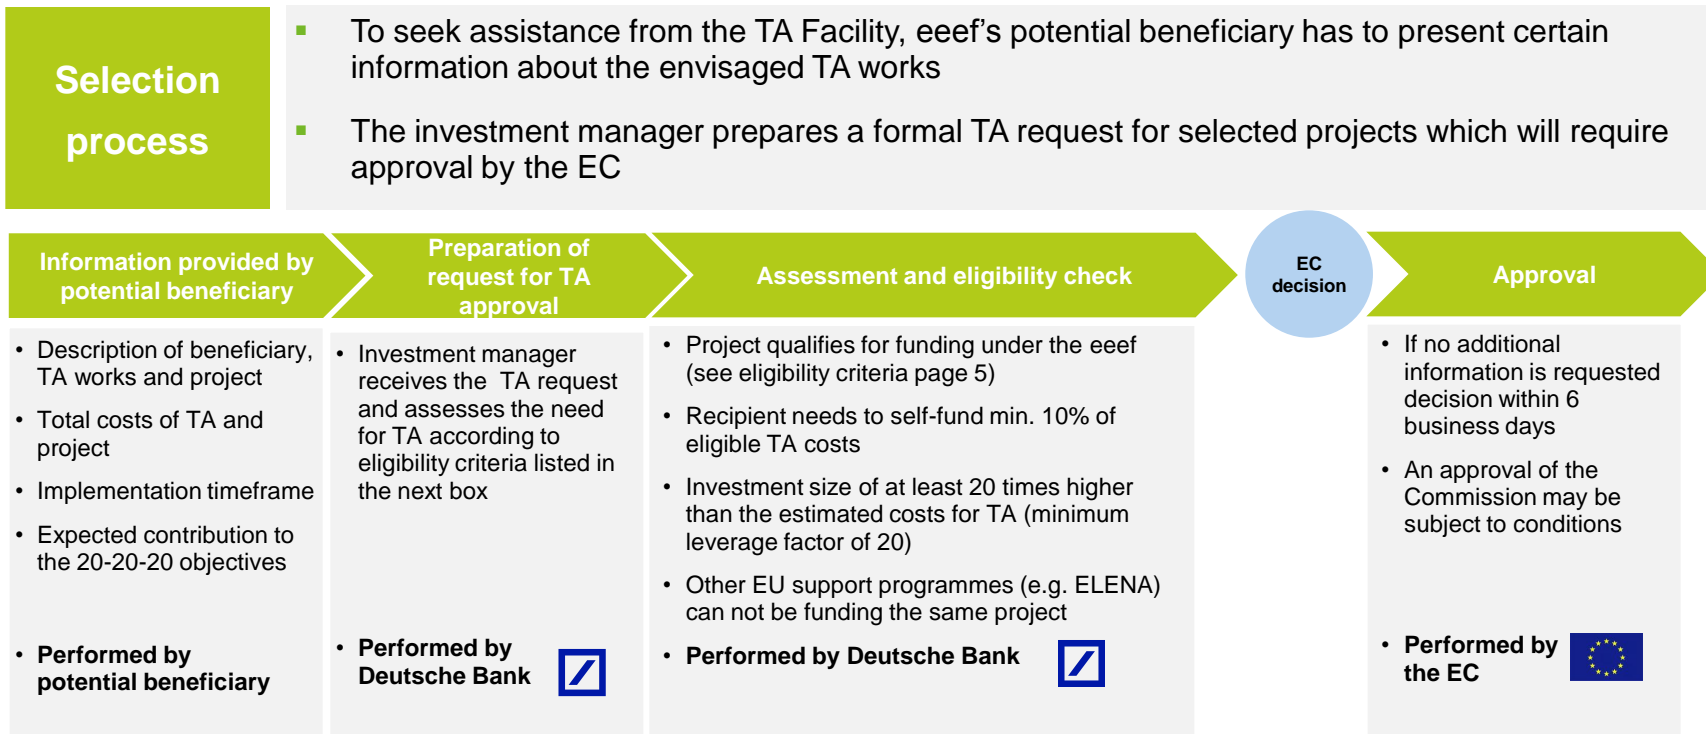 Selection
process
To seek assistance from the TA Facility, eeef's potential beneficiary has to present certain
information about the envisaged TA works
The investment manager prepares a formal TA request for selected projects which will require
approval by the EC
Information provided by
potential beneficiary
Preparation of
request for TA
approval
Assessment and eligibility check
EC
decision
Approval
• Description of beneficiary,
TA works and project
• Total costs of TA and
project
• Implementation timeframe
• Expected contribution to
the 20-20-20 objectives
• Performed by
potential beneficiary
• Investment manager
receives the TA request
and assesses the need
for TA according to
eligibility criteria listed in
the next box
• Performed by
Deutsche Bank
• Project qualifies for funding under the eeef
(see eligibility criteria page 5)
• Recipient needs to self-fund min. 10% of
eligible TA costs
• Investment size of at least 20 times higher
than the estimated costs for TA (minimum
leverage factor of 20)
• Other EU support programmes (e.g. ELENA)
can not be funding the same project
• Performed by Deutsche Bank
• If no additional
information is requested
decision within 6
business days
• An approval of the
Commission may be
subject to conditions
• Performed by
the EC